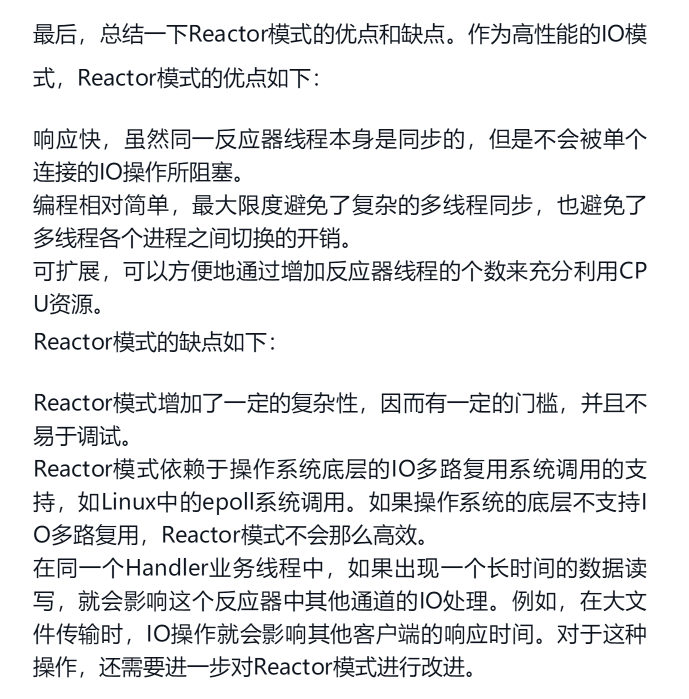 最后，总结一下Reactor模式的优点和缺点。作为高性能的IO模
式，Reactor模式的优点如下：
响应快，虽然同一反应器线程本身是同步的，但是不会被单个
连接的IO操作所阻塞。
编程相对简单，最大限度避免了复杂的多线程同步，也避免了
多线程各个进程之间切换的开销。
可扩展，可以方便地通过增加反应器线程的个数来充分利用CP
U资源。
Reactor模式的缺点如下：
Reactor模式增加了一定的复杂性，因而有一定的门槛，并且不
易于调试。
Reactor模式依赖于操作系统底层的IO多路复用系统调用的支
持，如Linux中的epoll系统调用。如果操作系统的底层不支持I
O多路复用，Reactor模式不会那么高效。
在同一个Handler业务线程中，如果出现一个长时间的数据读
写，就会影响这个反应器中其他通道的IO处理。例如，在大文
件传输时，IO操作就会影响其他客户端的响应时间。对于这种
操作，还需要进一步对Reactor模式进行改进。